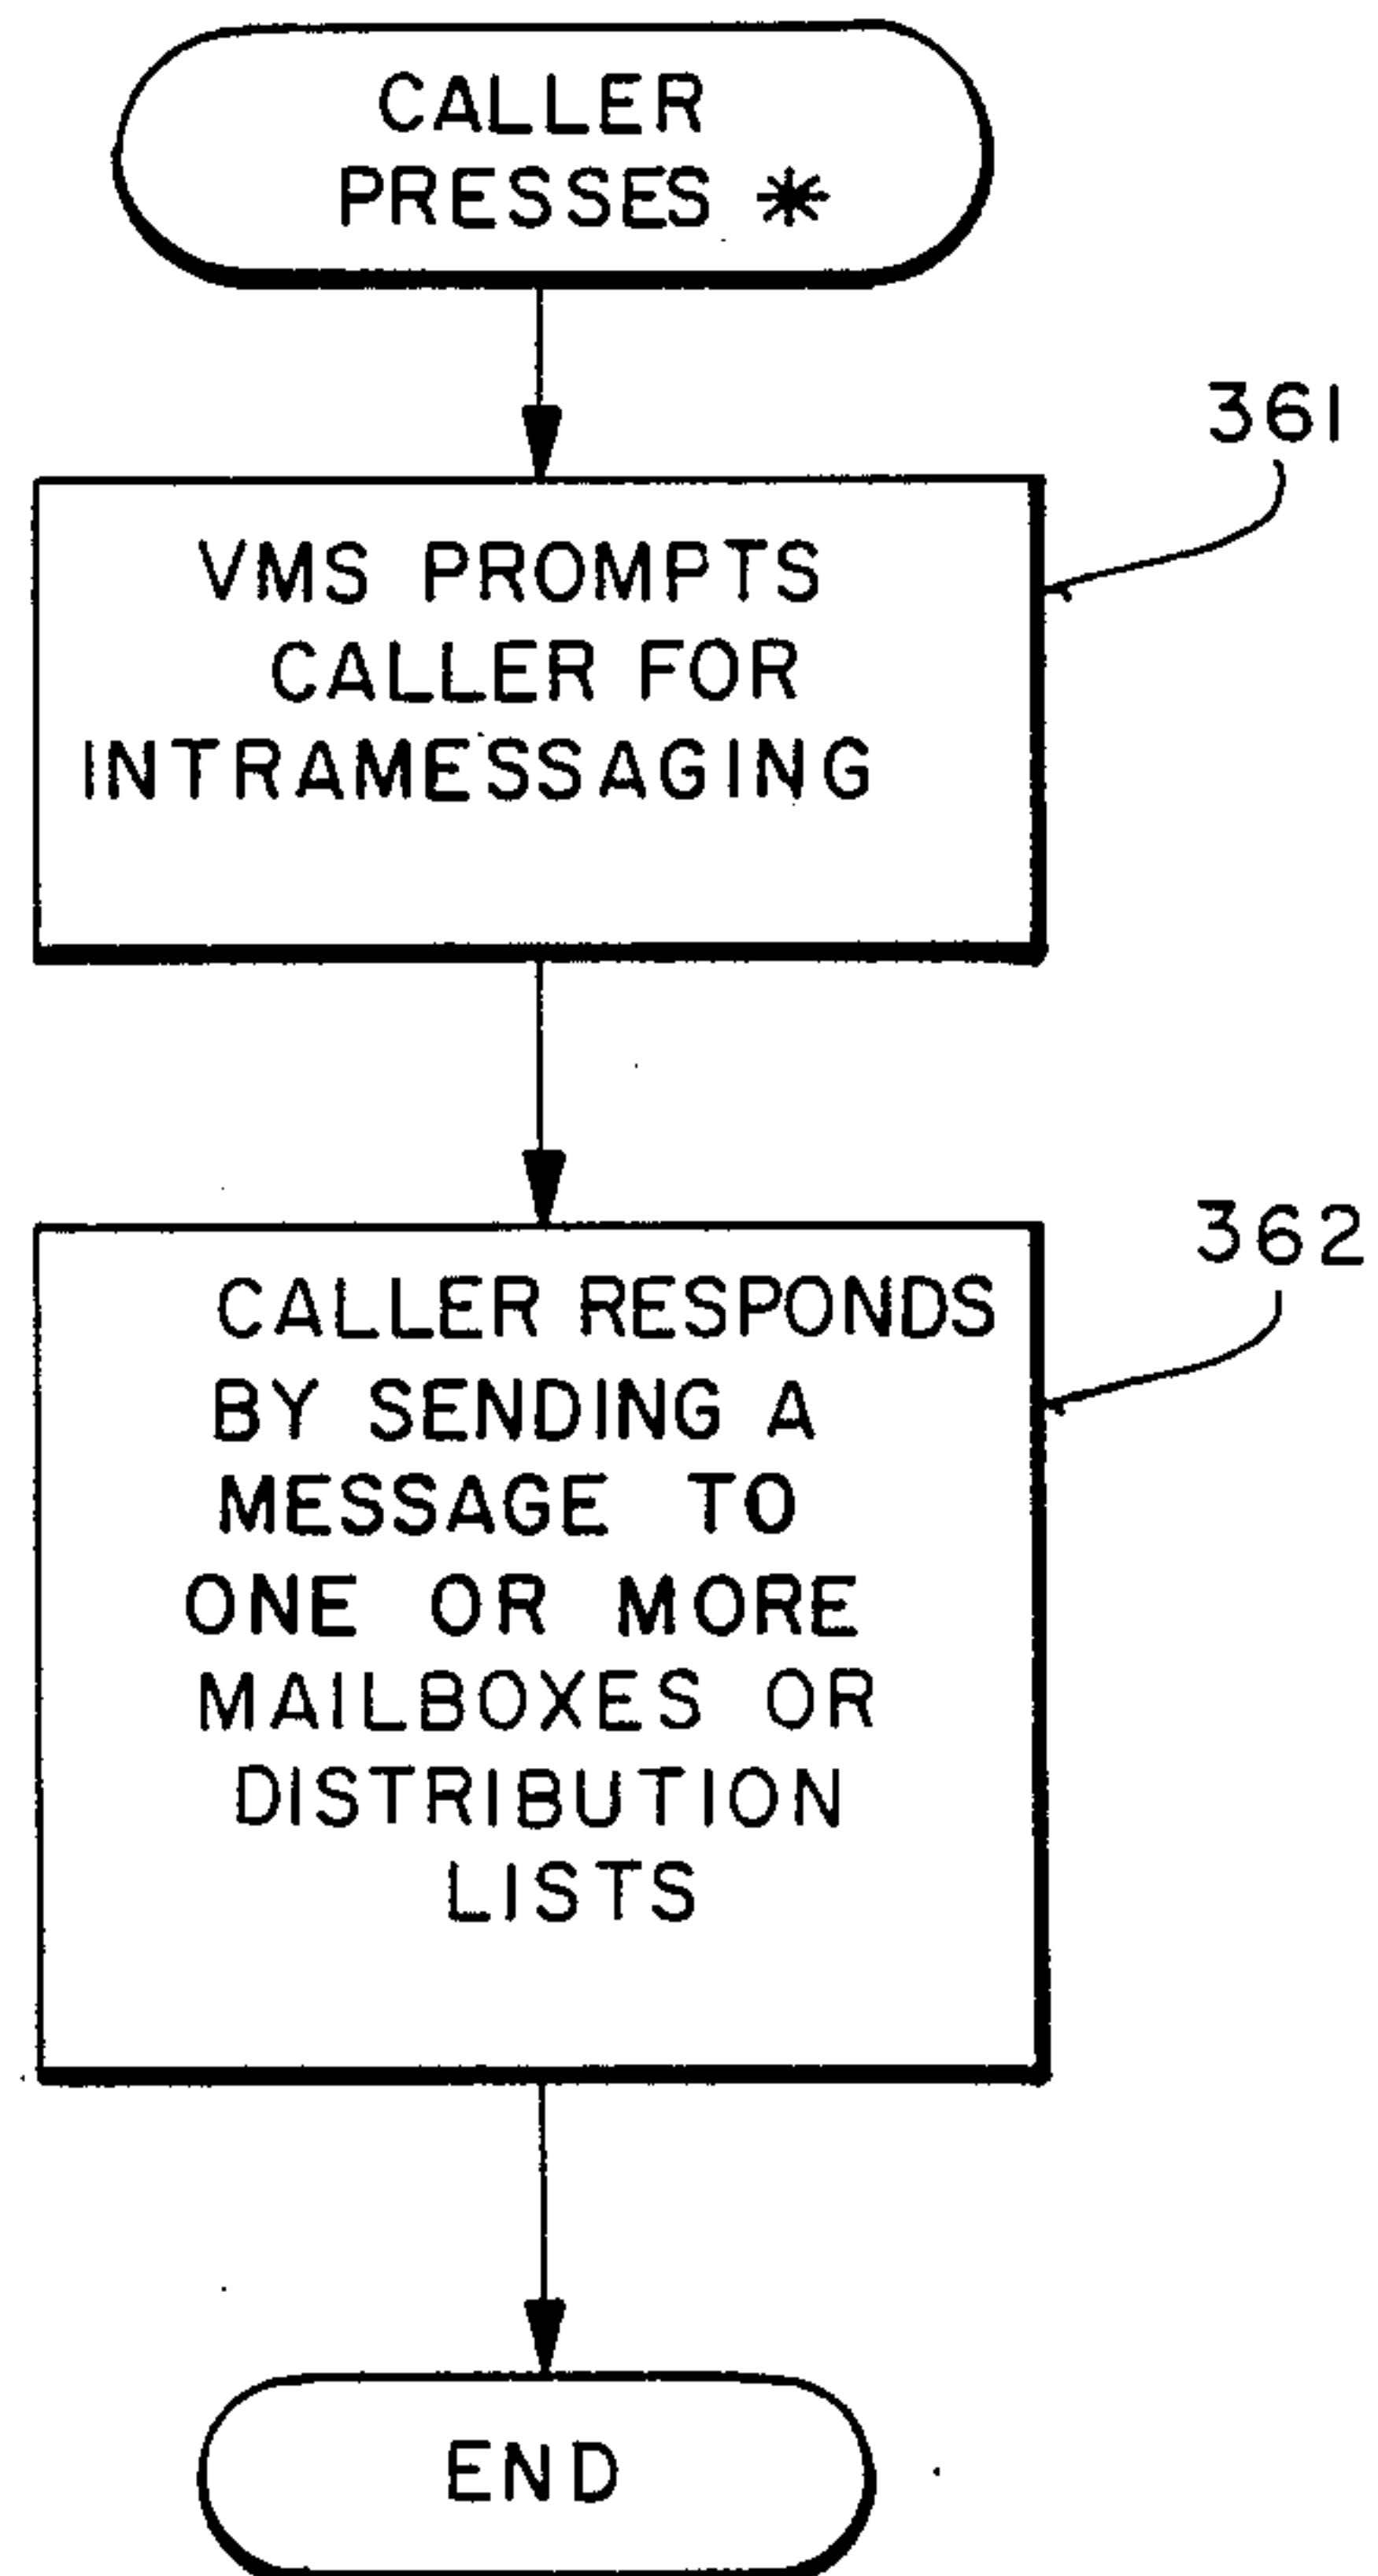 CALLER
PRESSES *
361
VMS PROMPTS
CALLER FOR
INTRAMESSAGING
362
CALLER RESPONDS
BY SENDING A
MESSAGE TO
ONE OR MORE
MAILBOXES OR
DISTRIBUTION
LISTS
END